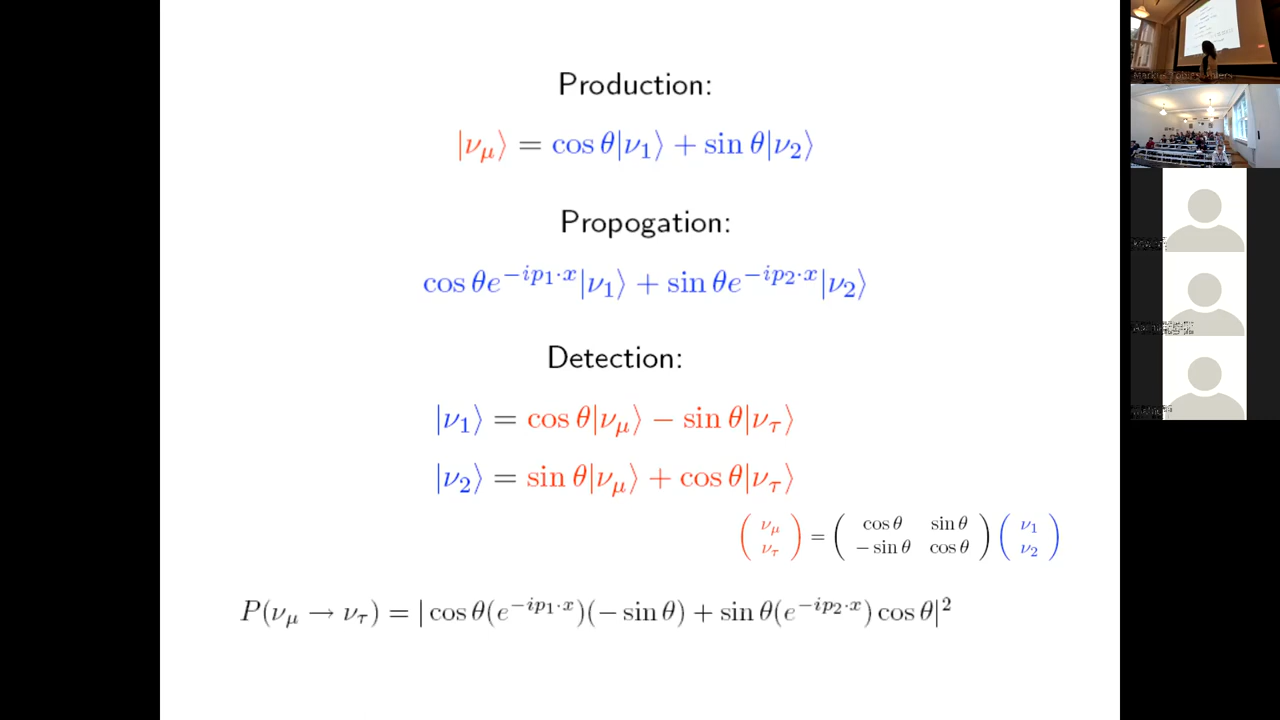 Production:
|ν_μ⟩ = cos θ|ν_1⟩ + sin θ|ν_2⟩
Propogation:
cos θe^{−ip_1·x}|ν_1⟩ + sin θe^{−ip_2·x}|ν_2⟩
Detection:
|ν_1⟩ = cos θ|ν_μ⟩ − sin θ|ν_τ⟩
|ν_2⟩ = sin θ|ν_μ⟩ + cos θ|ν_τ⟩
( ν_μ ) = ( cos θ sin θ ) ( ν_1 )
( ν_τ ) ( − sin θ cos θ ) ( ν_2 )
P(ν_μ → ν_τ) = | cos θ(e^{−ip_1·x})(− sin θ) + sin θ(e^{−ip_2·x}) cos θ|^2